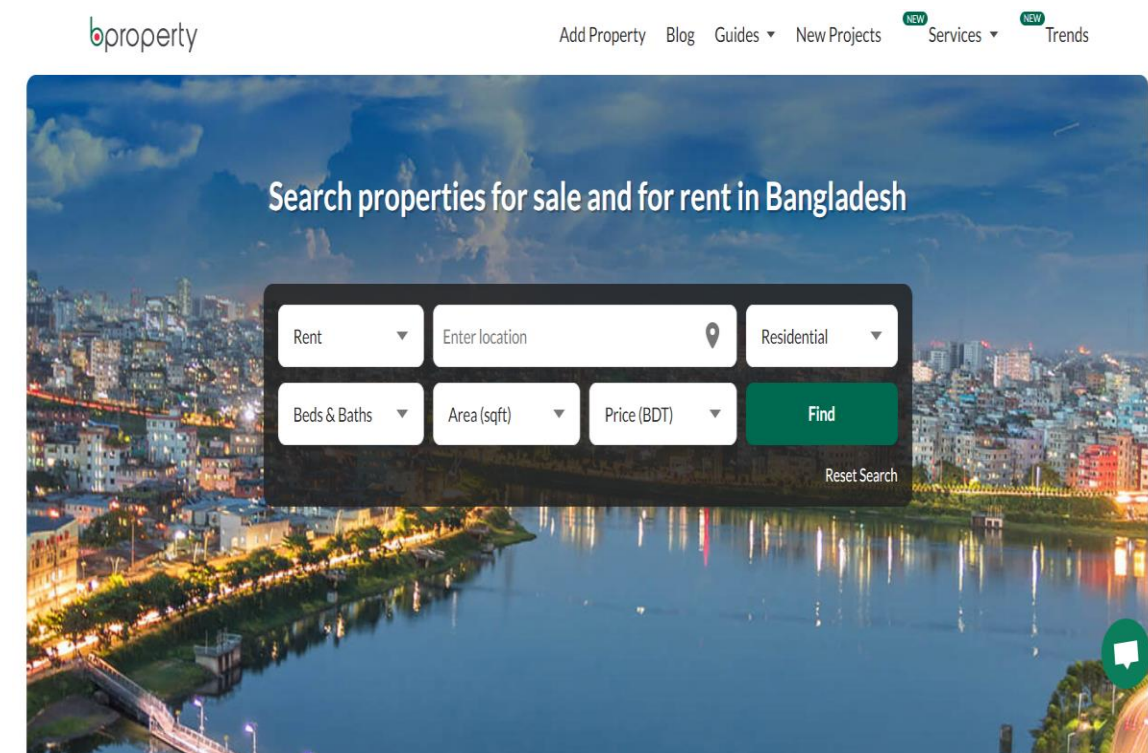 bproperty
Add Property Blog Guides New Projects NEW Services NEW Trends
Search properties for sale and for rent in Bangladesh
Rent Enter location Residential
Beds & Baths Area (sqft) Price (BDT) Find
Reset Search